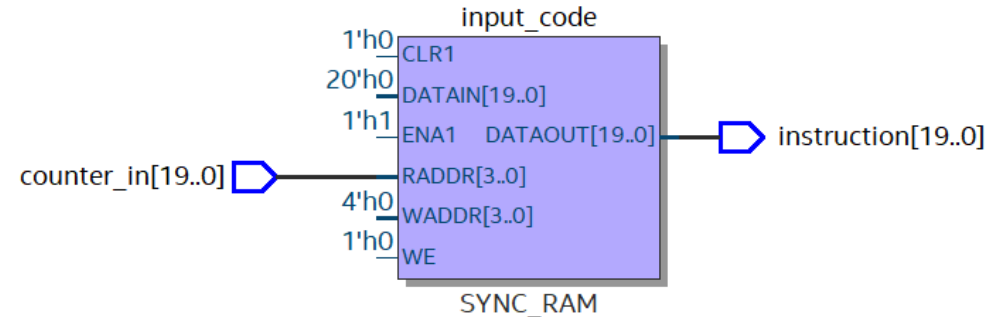 input_code
1'h0
CLR1
20'h0
DATAIN[19..0]
1'h1
ENA1 DATAOUT[19..0]
instruction[19..0]
counter_in[19..0]
RADDR[3..0]
4'h0
WADDR[3..0]
1'h0
WE
SYNC_RAM